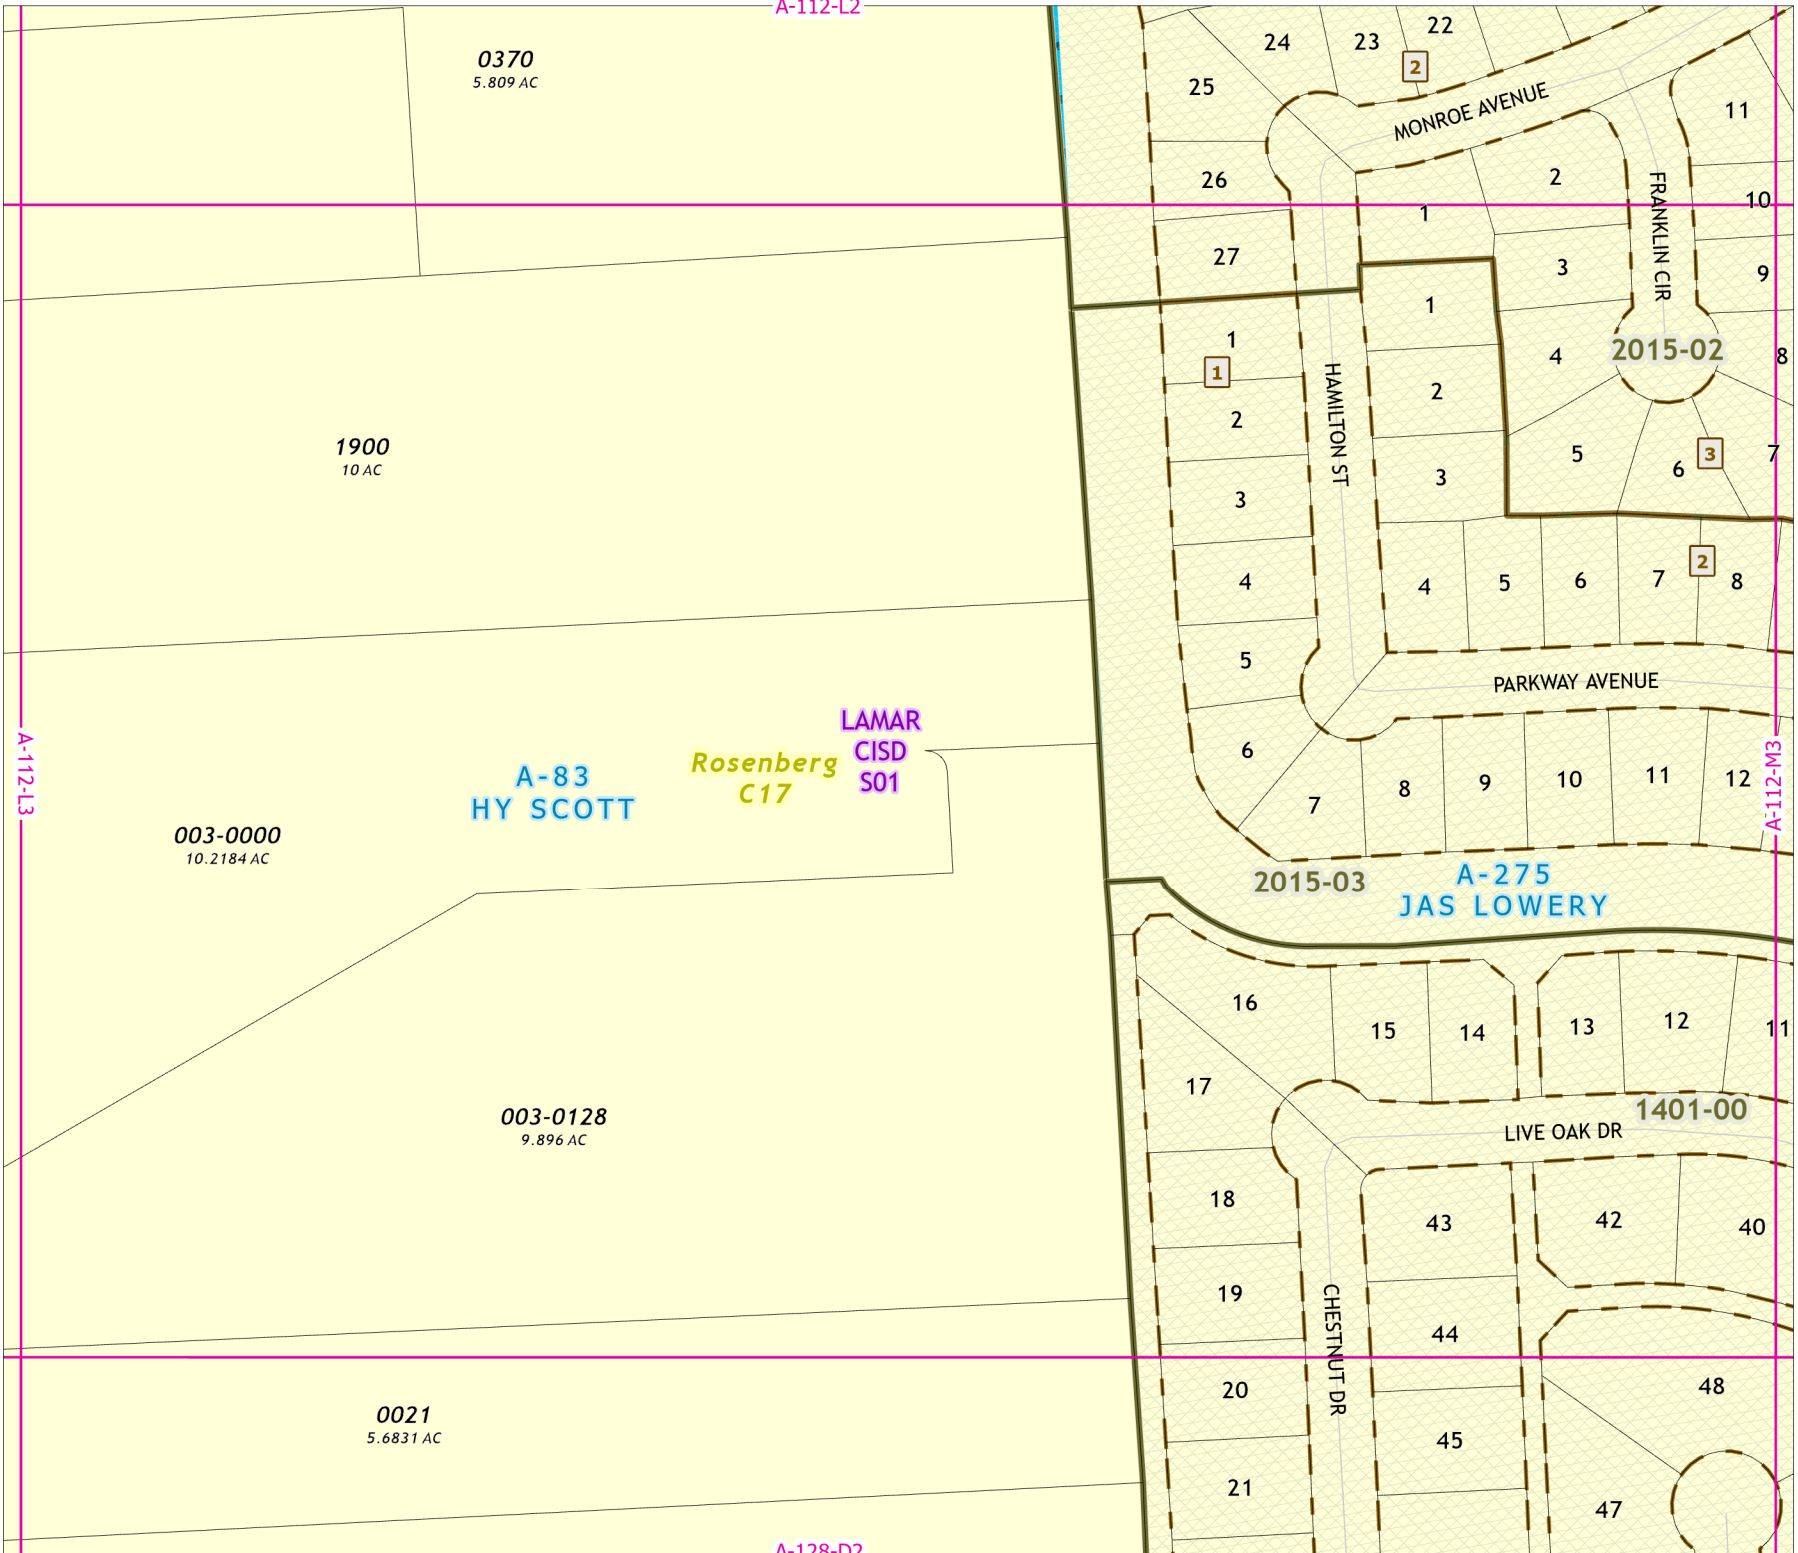 A-112-L2
0370
5.809 AC
24
23
22
2
25
MONROE AVENUE
11
26
2
FRANKLIN CIR
10
1
27
3
9
1
1
2015-02
4
8
1
HAMILTON ST
2
2
1900
10 AC
5
6
3
7
3
3
4
4
5
6
7
2
8
5
PARKWAY AVENUE
LAMAR
CISD
S01
Rosenberg
C17
A-83
HY SCOTT
A-112-L3
003-0000
10.2184 AC
6
7
8
9
10
11
12
A-112-M3
2015-03
A-275
JAS LOWERY
16
15
14
13
12
11
17
1401-00
LIVE OAK DR
003-0128
9.896 AC
18
43
42
40
19
CHESTNUT DR
44
20
48
0021
5.6831 AC
45
21
47
A-128-D2